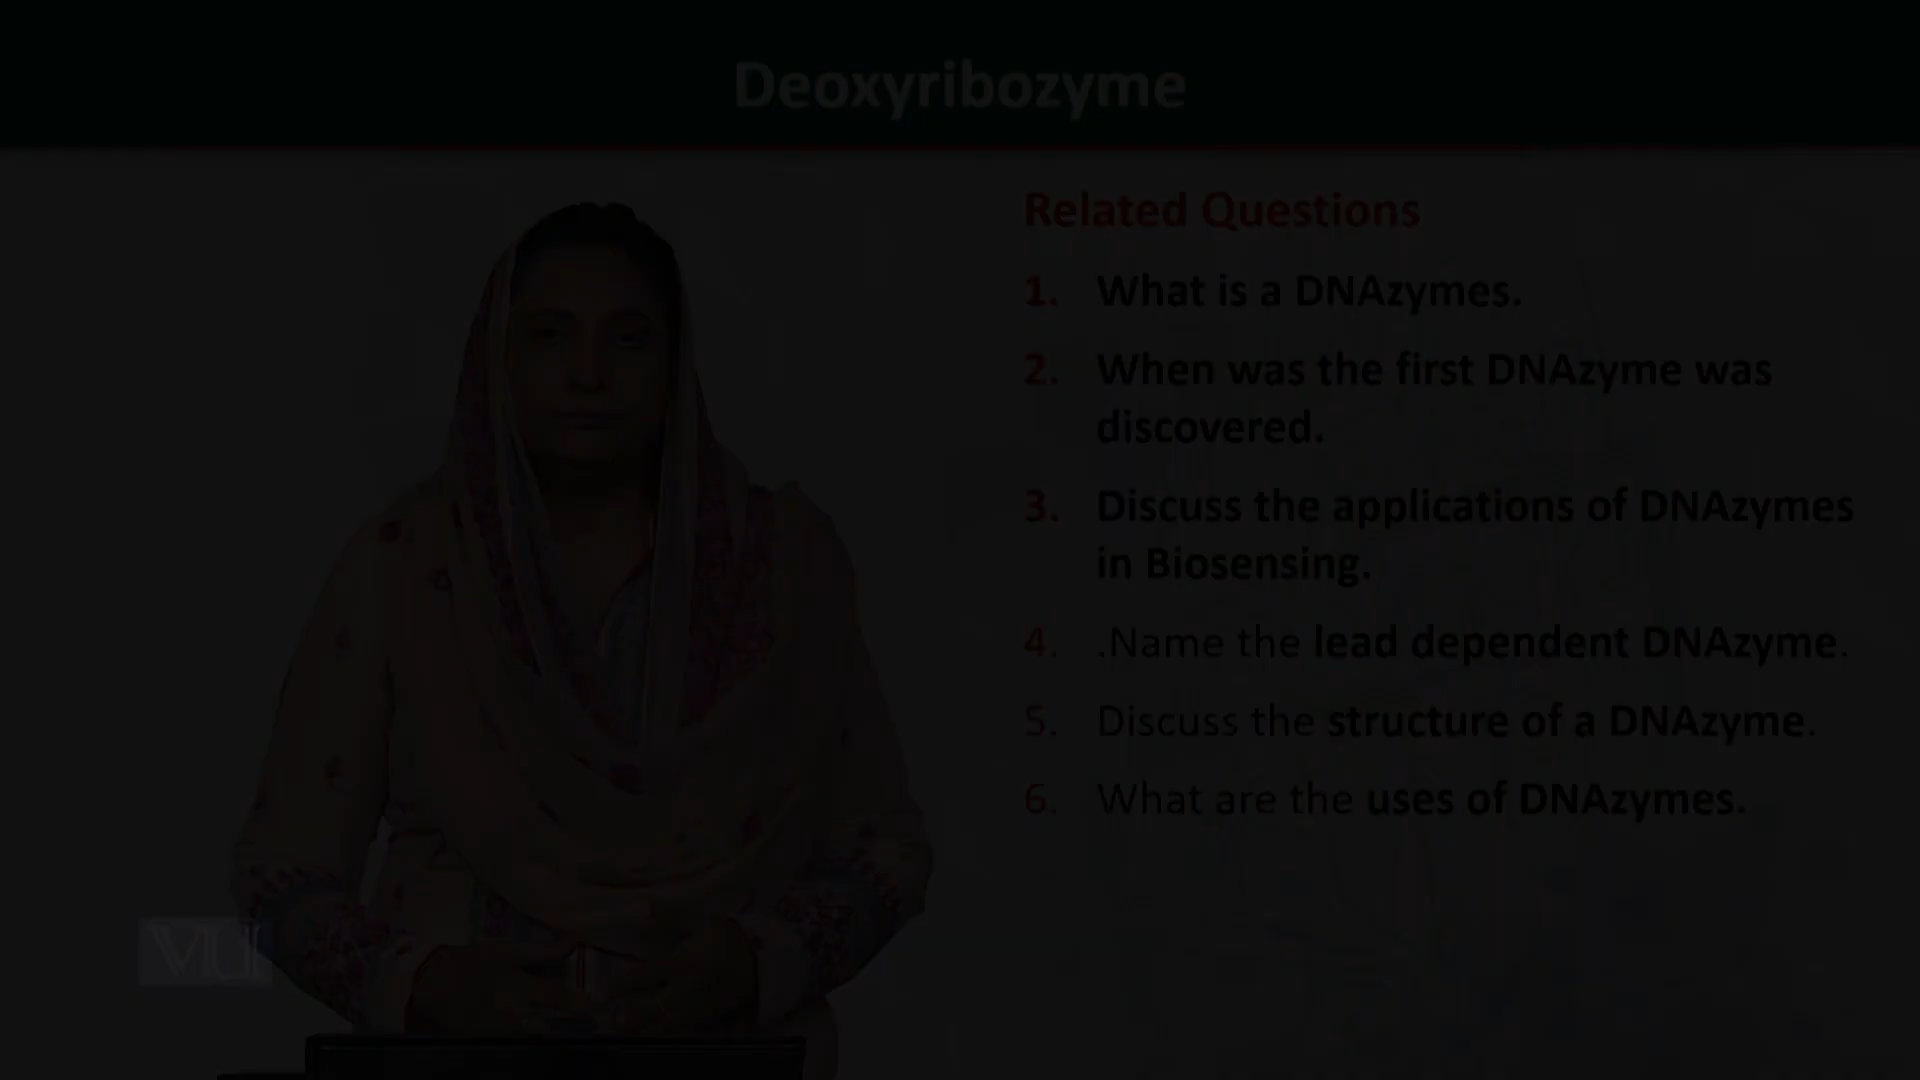 Deoxyribozyme
Related Questions
1. What is a DNAzymes.
2. When was the first DNAzyme was
discovered.
3. Discuss the applications of DNAzymes
in Biosensing.
4. .Name the lead dependent DNAzyme.
5. Discuss the structure of a DNAzyme.
6. What are the uses of DNAzymes.
VU